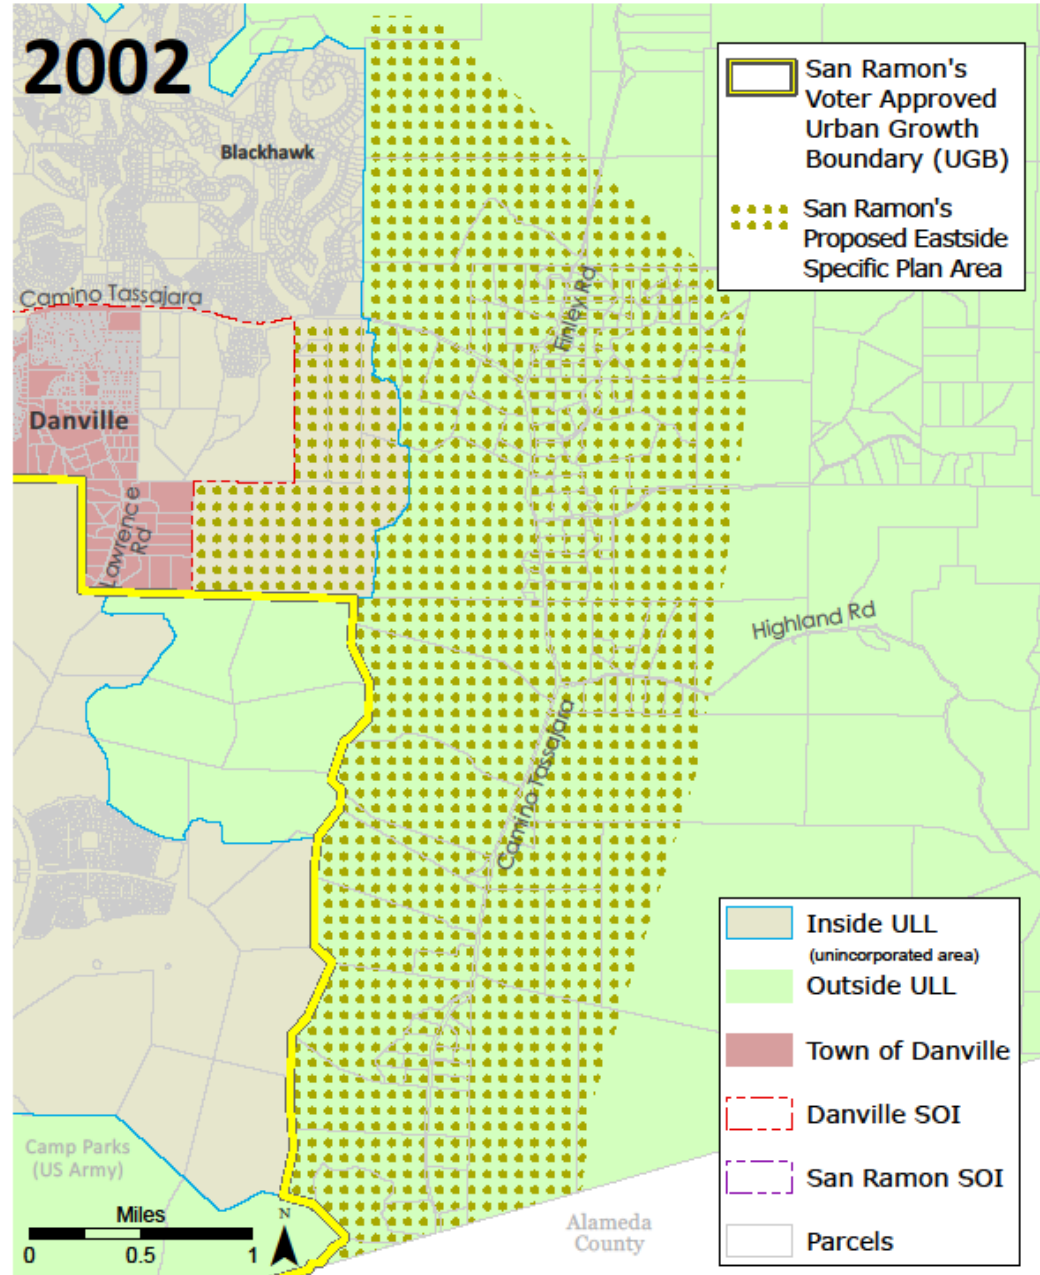 2002
San Ramon's
Voter Approved
Urban Growth
Boundary (UGB)
San Ramon's
Proposed Eastside
Specific Plan Area
Blackhawk
Camino Tassajara
Finley Rd
Danville
Lawrence
Rd
Highland Rd
Camino Tassajara
Inside ULL
(unincorporated area)
Outside ULL
Town of Danville
Danville SOI
San Ramon SOI
Parcels
Camp Parks
(US Army)
Miles
0 0.5 1
N
Alameda
County